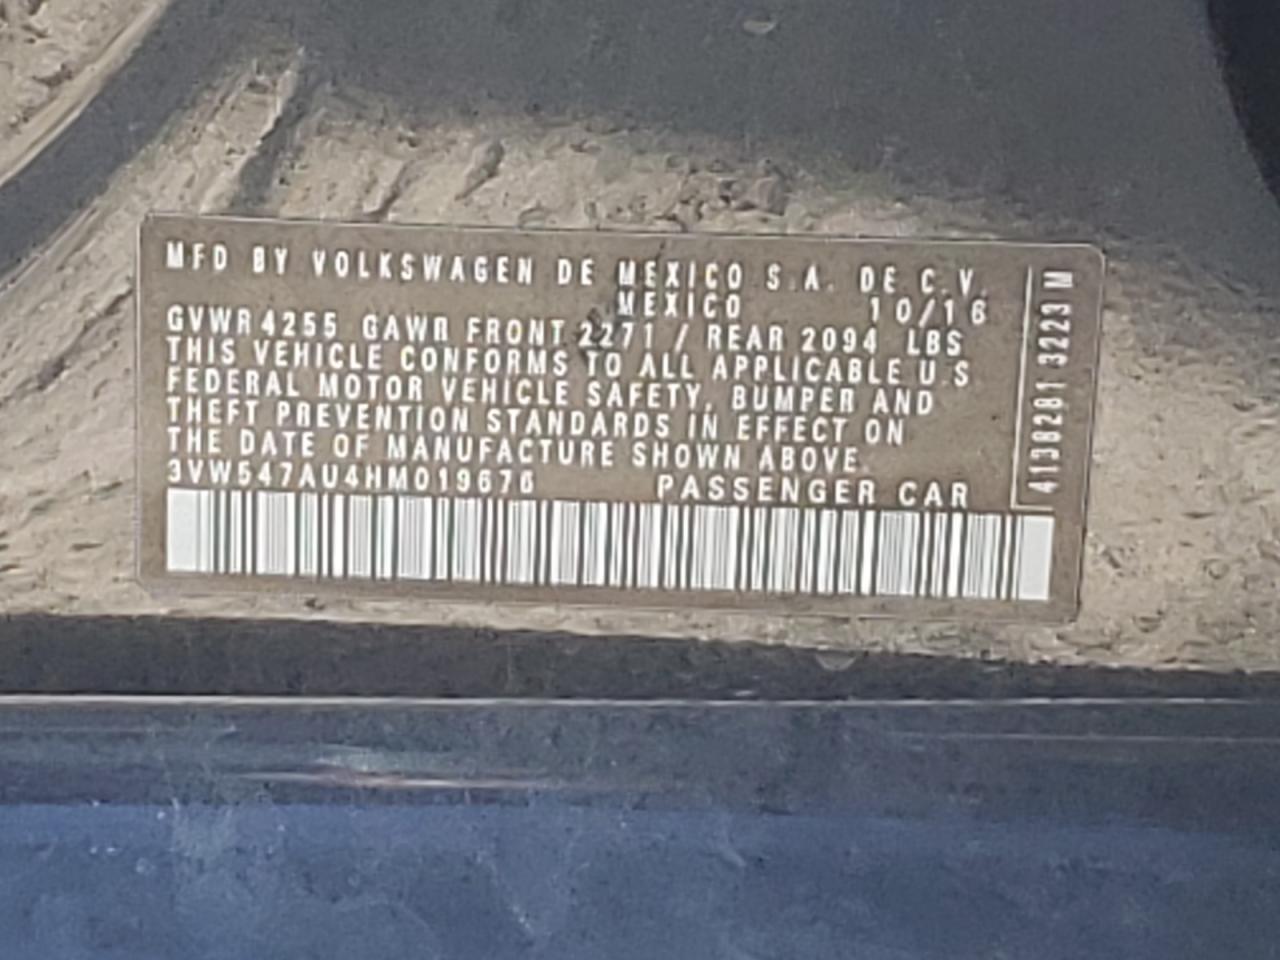 MFD BY VOLKSWAGEN DE MEXICO S.A. DE C.V.
MEXICO 10/16
GVWR 4255 GAWR FRONT 2271 / REAR 2094 LBS
THIS VEHICLE CONFORMS TO ALL APPLICABLE U.S
FEDERAL MOTOR VEHICLE SAFETY, BUMPER AND
THEFT PREVENTION STANDARDS IN EFFECT ON
THE DATE OF MANUFACTURE SHOWN ABOVE.
3VW547AU4HM019676 PASSENGER CAR
41308281 3223 M